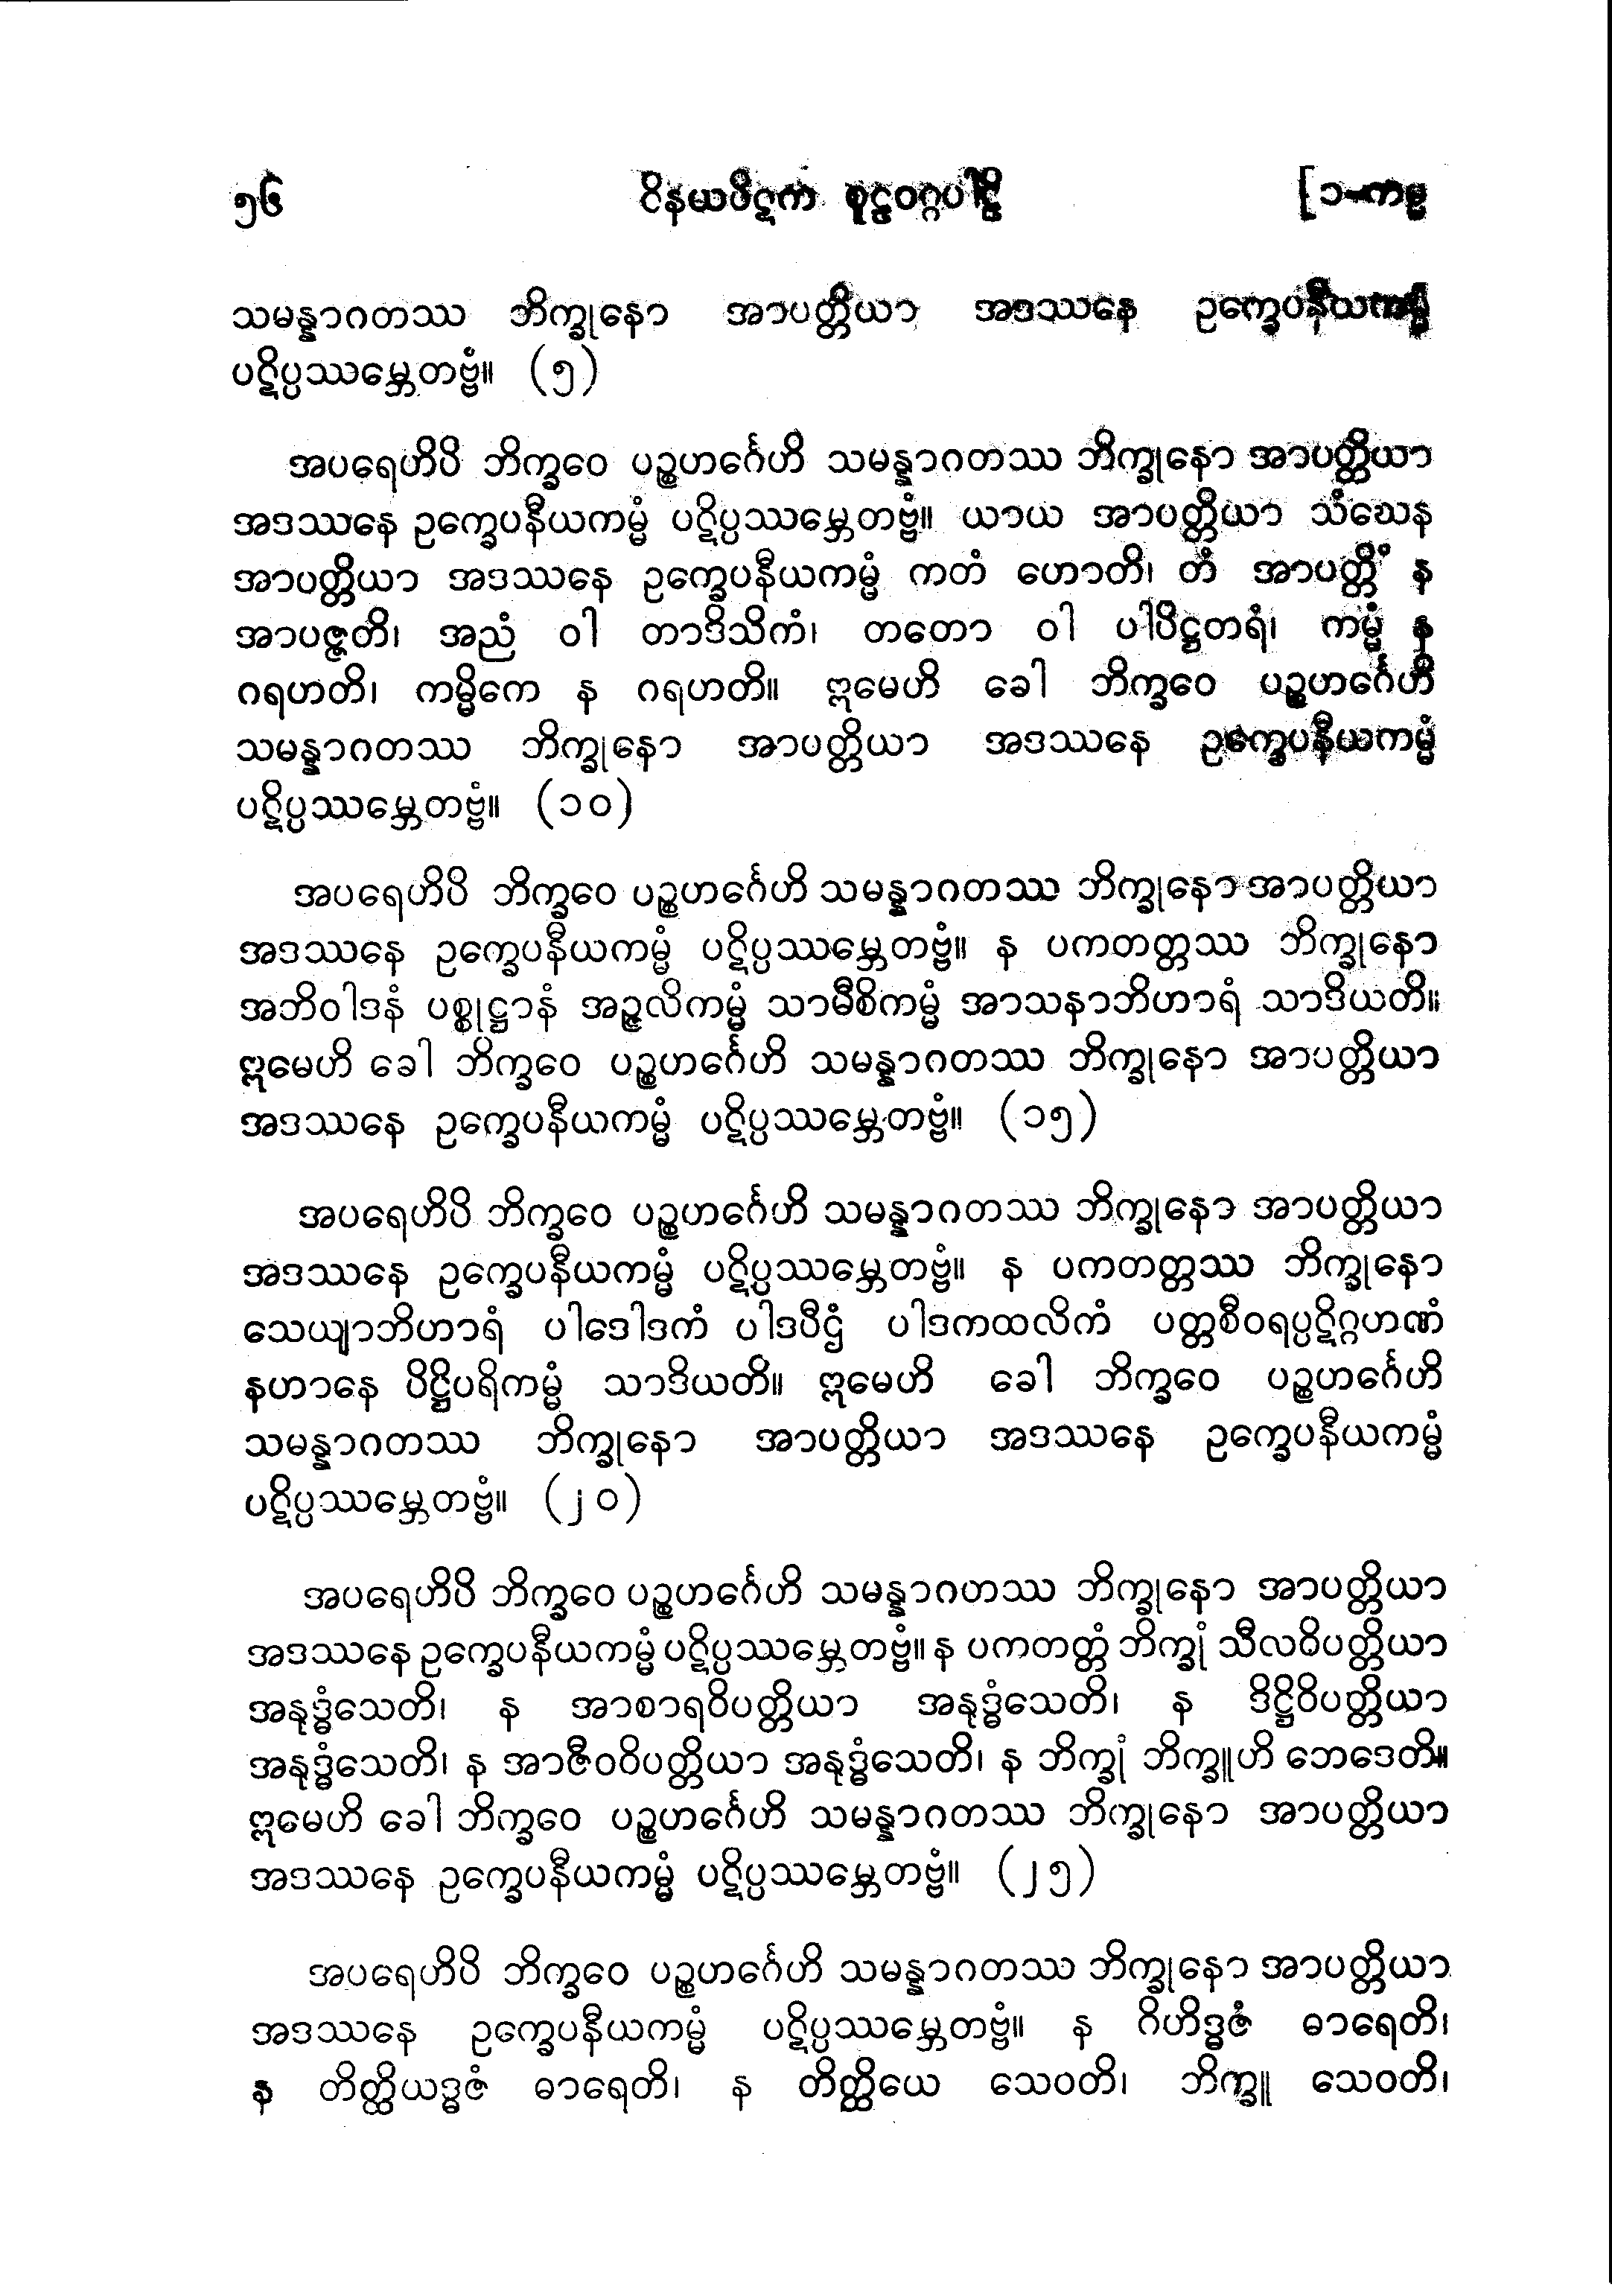 ၅၆ ဝိနယပိဋက စူဠဝဂ္ဂပါဠိ [၁-ကမ္မ
သမန္နာဂတဿ ဘိက္ခုနော အာပတ္တိယာ အဒဿနေ ဥက္ခေပနီယကမ္မံ
ပဋိပ္ပဿမ္ဘေတဗ္ဗံ။ (၅)
အပရေဟိပိ ဘိက္ခဝေ ပဉ္စဟင်္ဂေဟိ သမန္နာဂတဿ ဘိက္ခုနော အာပတ္တိယာ
အဒဿနေ ဥက္ခေပနီယကမ္မံ ပဋိပ္ပဿမ္ဘေတဗ္ဗံ။ ယာယ အာပတ္တိယာ သံဃေန
အာပတ္တိယာ အဒဿနေ ဥက္ခေပနီယကမ္မံ ကတံ ဟောတိ၊ တံ အာပတ္တိံ န
အာပဇ္ဇတိ၊ အညံ ဝါ တာဒိသိကံ၊ တတော ဝါ ပါပိဋ္ဌတရံ၊ ကမ္မံ န
ဂရဟတိ၊ ကမ္မိကေ န ဂရဟတိ။ ဣမေဟိ ခေါ ဘိက္ခဝေ ပဉ္စဟင်္ဂေဟိ
သမန္နာဂတဿ ဘိက္ခုနော အာပတ္တိယာ အဒဿနေ ဥက္ခေပနီယကမ္မံ
ပဋိပ္ပဿမ္ဘေတဗ္ဗံ။ (၁၀)
အပရေဟိပိ ဘိက္ခဝေ ပဉ္စဟင်္ဂေဟိ သမန္နာဂတဿ ဘိက္ခုနော အာပတ္တိယာ
အဒဿနေ ဥက္ခေပနီယကမ္မံ ပဋိပ္ပဿမ္ဘေတဗ္ဗံ။ န ပကတတ္တဿ ဘိက္ခုနော
အဘိဝါဒနံ ပစ္စုဋ္ဌာနံ အဉ္ဇလိကမ္မံ သာမီစိကမ္မံ အာသနာဘိဟာရံ သာဒိယတိ။
ဣမေဟိ ခေါ ဘိက္ခဝေ ပဉ္စဟင်္ဂေဟိ သမန္နာဂတဿ ဘိက္ခုနော အာပတ္တိယာ
အဒဿနေ ဥက္ခေပနီယကမ္မံ ပဋိပ္ပဿမ္ဘေတဗ္ဗံ။ (၁၅)
အပရေဟိပိ ဘိက္ခဝေ ပဉ္စဟင်္ဂေဟိ သမန္နာဂတဿ ဘိက္ခုနော အာပတ္တိယာ
အဒဿနေ ဥက္ခေပနီယကမ္မံ ပဋိပ္ပဿမ္ဘေတဗ္ဗံ။ န ပကတတ္တဿ ဘိက္ခုနော
သေယျာဘိဟာရံ ပါဒေါဒကံ ပါဒပီဌံ ပါဒကထလိကံ ပတ္တစီဝရပ္ပဋိဂ္ဂဟဏံ
နဟာနေ ပိဋ္ဌိပရိကမ္မံ သာဒိယတိ။ ဣမေဟိ ခေါ ဘိက္ခဝေ ပဉ္စဟင်္ဂေဟိ
သမန္နာဂတဿ ဘိက္ခုနော အာပတ္တိယာ အဒဿနေ ဥက္ခေပနီယကမ္မံ
ပဋိပ္ပဿမ္ဘေတဗ္ဗံ။ (၂၀)
အပရေဟိပိ ဘိက္ခဝေ ပဉ္စဟင်္ဂေဟိ သမန္နာဂတဿ ဘိက္ခုနော အာပတ္တိယာ
အဒဿနေ ဥက္ခေပနီယကမ္မံ ပဋိပ္ပဿမ္ဘေတဗ္ဗံ။ န ပကတတ္တံ ဘိက္ခုံ သီလဝိပတ္တိယာ
အနုဒ္ဓံသေတိ၊ န အာစာရဝိပတ္တိယာ အနုဒ္ဓံသေတိ၊ န ဒိဋ္ဌိဝိပတ္တိယာ
အနုဒ္ဓံသေတိ၊ န အာဇီဝဝိပတ္တိယာ အနုဒ္ဓံသေတိ၊ န ဘိက္ခုံ ဘိက္ခူဟိ ဘေဒေတိ။
ဣမေဟိ ခေါ ဘိက္ခဝေ ပဉ္စဟင်္ဂေဟိ သမန္နာဂတဿ ဘိက္ခုနော အာပတ္တိယာ
အဒဿနေ ဥက္ခေပနီယကမ္မံ ပဋိပ္ပဿမ္ဘေတဗ္ဗံ။ (၂၅)
အပရေဟိပိ ဘိက္ခဝေ ပဉ္စဟင်္ဂေဟိ သမန္နာဂတဿ ဘိက္ခုနော အာပတ္တိယာ
အဒဿနေ ဥက္ခေပနီယကမ္မံ ပဋိပ္ပဿမ္ဘေတဗ္ဗံ။ န ဂိဟိဒ္ဓဇံ ဓာရေတိ၊
န တိတ္ထိယဒ္ဓဇံ ဓာရေတိ၊ န တိတ္ထိယေ သေဝတိ၊ ဘိက္ခူ သေဝတိ၊